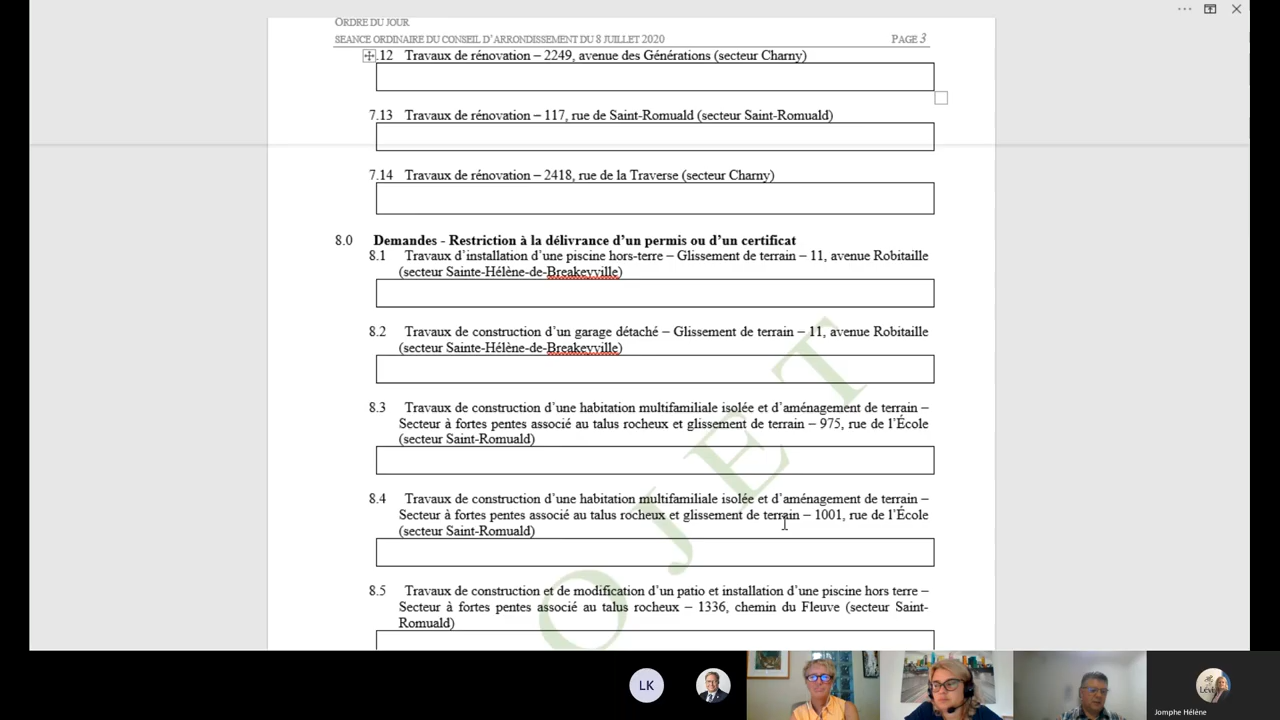 ORDRE DU JOUR
SEANCE ORDINAIRE DU CONSEIL D'ARRONDISSEMENT DU 8 JUILLET 2020 PAGE 3
.12 Travaux de rénovation – 2249, avenue des Générations (secteur Charny)
7.13 Travaux de rénovation – 117, rue de Saint-Romuald (secteur Saint-Romuald)
7.14 Travaux de rénovation – 2418, rue de la Traverse (secteur Charny)
8.0 Demandes - Restriction à la délivrance d'un permis ou d'un certificat
8.1 Travaux d'installation d'une piscine hors-terre – Glissement de terrain – 11, avenue Robitaille
(secteur Sainte-Hélène-de-Breakeyville)
8.2 Travaux de construction d'un garage détaché – Glissement de terrain – 11, avenue Robitaille
(secteur Sainte-Hélène-de-Breakeyville)
8.3 Travaux de construction d'une habitation multifamiliale isolée et d'aménagement de terrain –
Secteur à fortes pentes associé au talus rocheux et glissement de terrain – 975, rue de l'École
(secteur Saint-Romuald)
8.4 Travaux de construction d'une habitation multifamiliale isolée et d'aménagement de terrain –
Secteur à fortes pentes associé au talus rocheux et glissement de terrain – 1001, rue de l'École
(secteur Saint-Romuald)
8.5 Travaux de construction et de modification d'un patio et installation d'une piscine hors terre –
Secteur à fortes pentes associé au talus rocheux – 1336, chemin du Fleuve (secteur Saint-
Romuald)
OJET
LK
Lévis
Jomphe Hélène